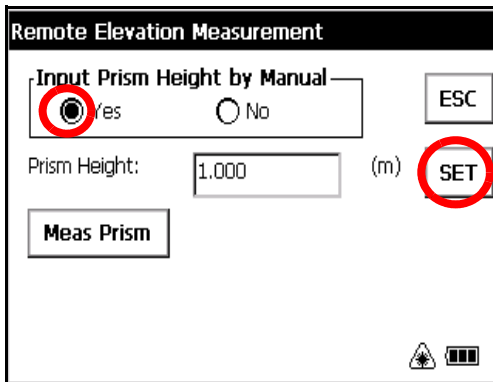 Remote Elevation Measurement
Input Prism Height by Manual
Yes No
ESC
Prism Height: 1.000 (m)
SET
Meas Prism